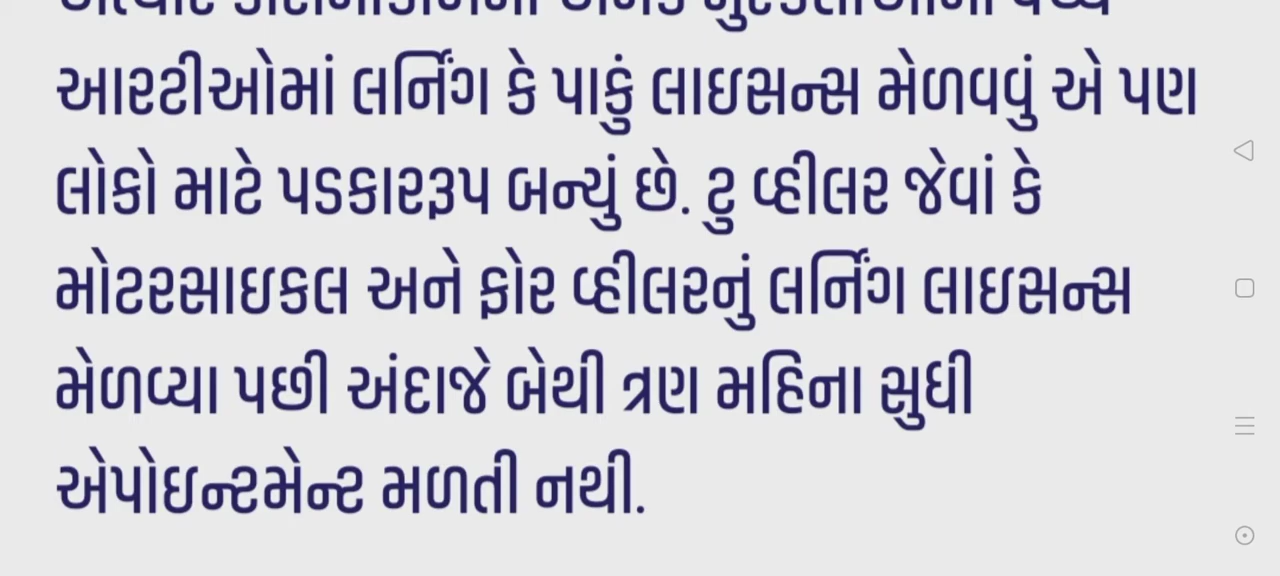 આરટીઓમાં લર્નિંગ કે પાકું લાઇસન્સ મેળવવું એ પણ
લોકો માટે પડકારરૂપ બન્યું છે. ટુ વ્હીલર જેવાં કે
મોટરસાઇકલ અને ફોર વ્હીલરનું લર્નિંગ લાઇસન્સ
મેળવ્યા પછી અંદાજે બેથી ત્રણ મહિના સુધી
એપોઇન્ટમેન્ટ મળતી નથી.